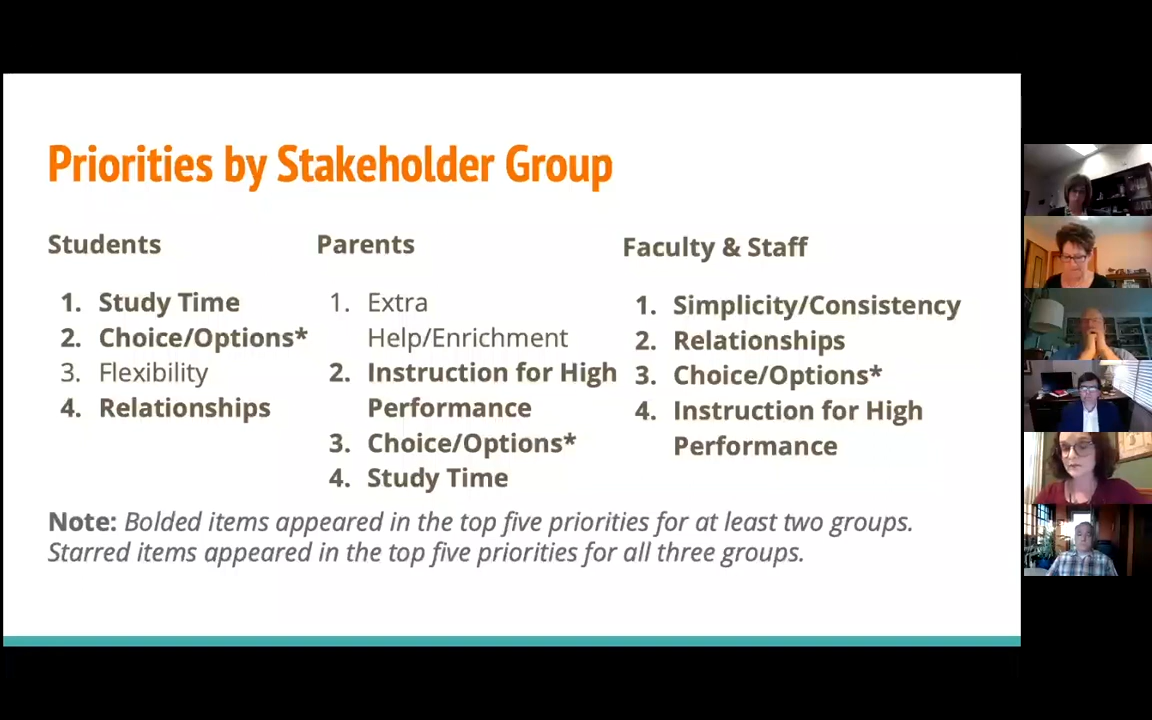 Priorities by Stakeholder Group
Students
1. Study Time
2. Choice/Options*
3. Flexibility
4. Relationships
Parents
1. Extra
Help/Enrichment
2. Instruction for High
Performance
3. Choice/Options*
4. Study Time
Faculty & Staff
1. Simplicity/Consistency
2. Relationships
3. Choice/Options*
4. Instruction for High
Performance
Note: Bolded items appeared in the top five priorities for at least two groups.
Starred items appeared in the top five priorities for all three groups.